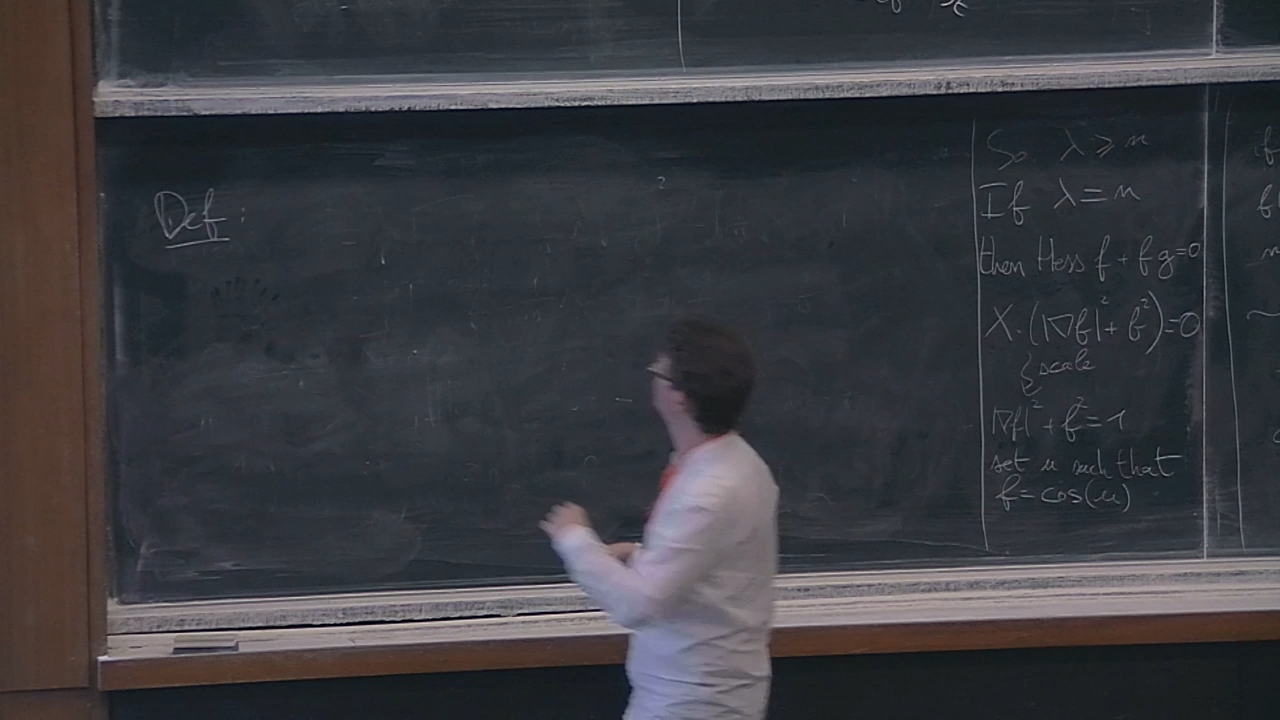 Def:
So λ ⩾ n
If λ = n
then Hess f + f g = 0
X. (|∇f|² + f²) = 0
scale
|∇f|² + f² = 1
set u such that
f = cos(u)